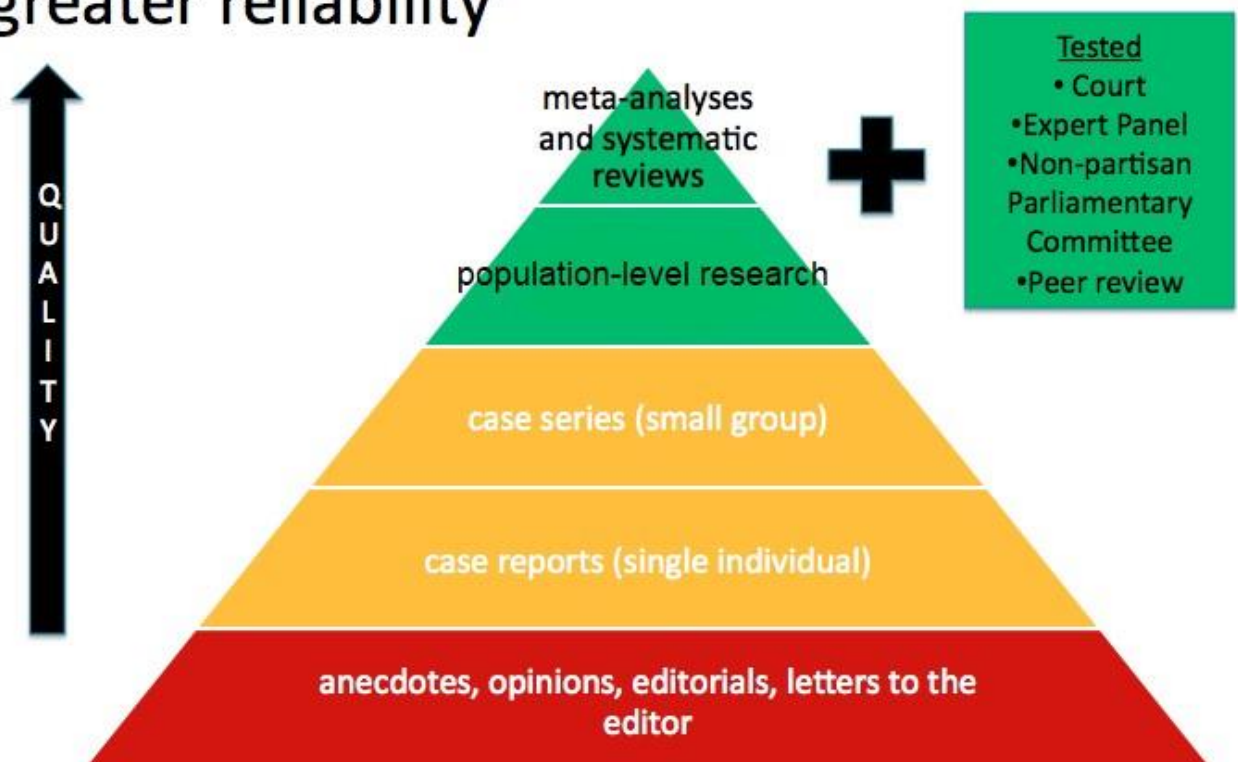 greater reliability
QUALITY
meta-analyses
and systematic
reviews
population-level research
case series (small group)
case reports (single individual)
anecdotes, opinions, editorials, letters to the
editor
Tested
• Court
•Expert Panel
•Non-partisan
Parliamentary
Committee
•Peer review